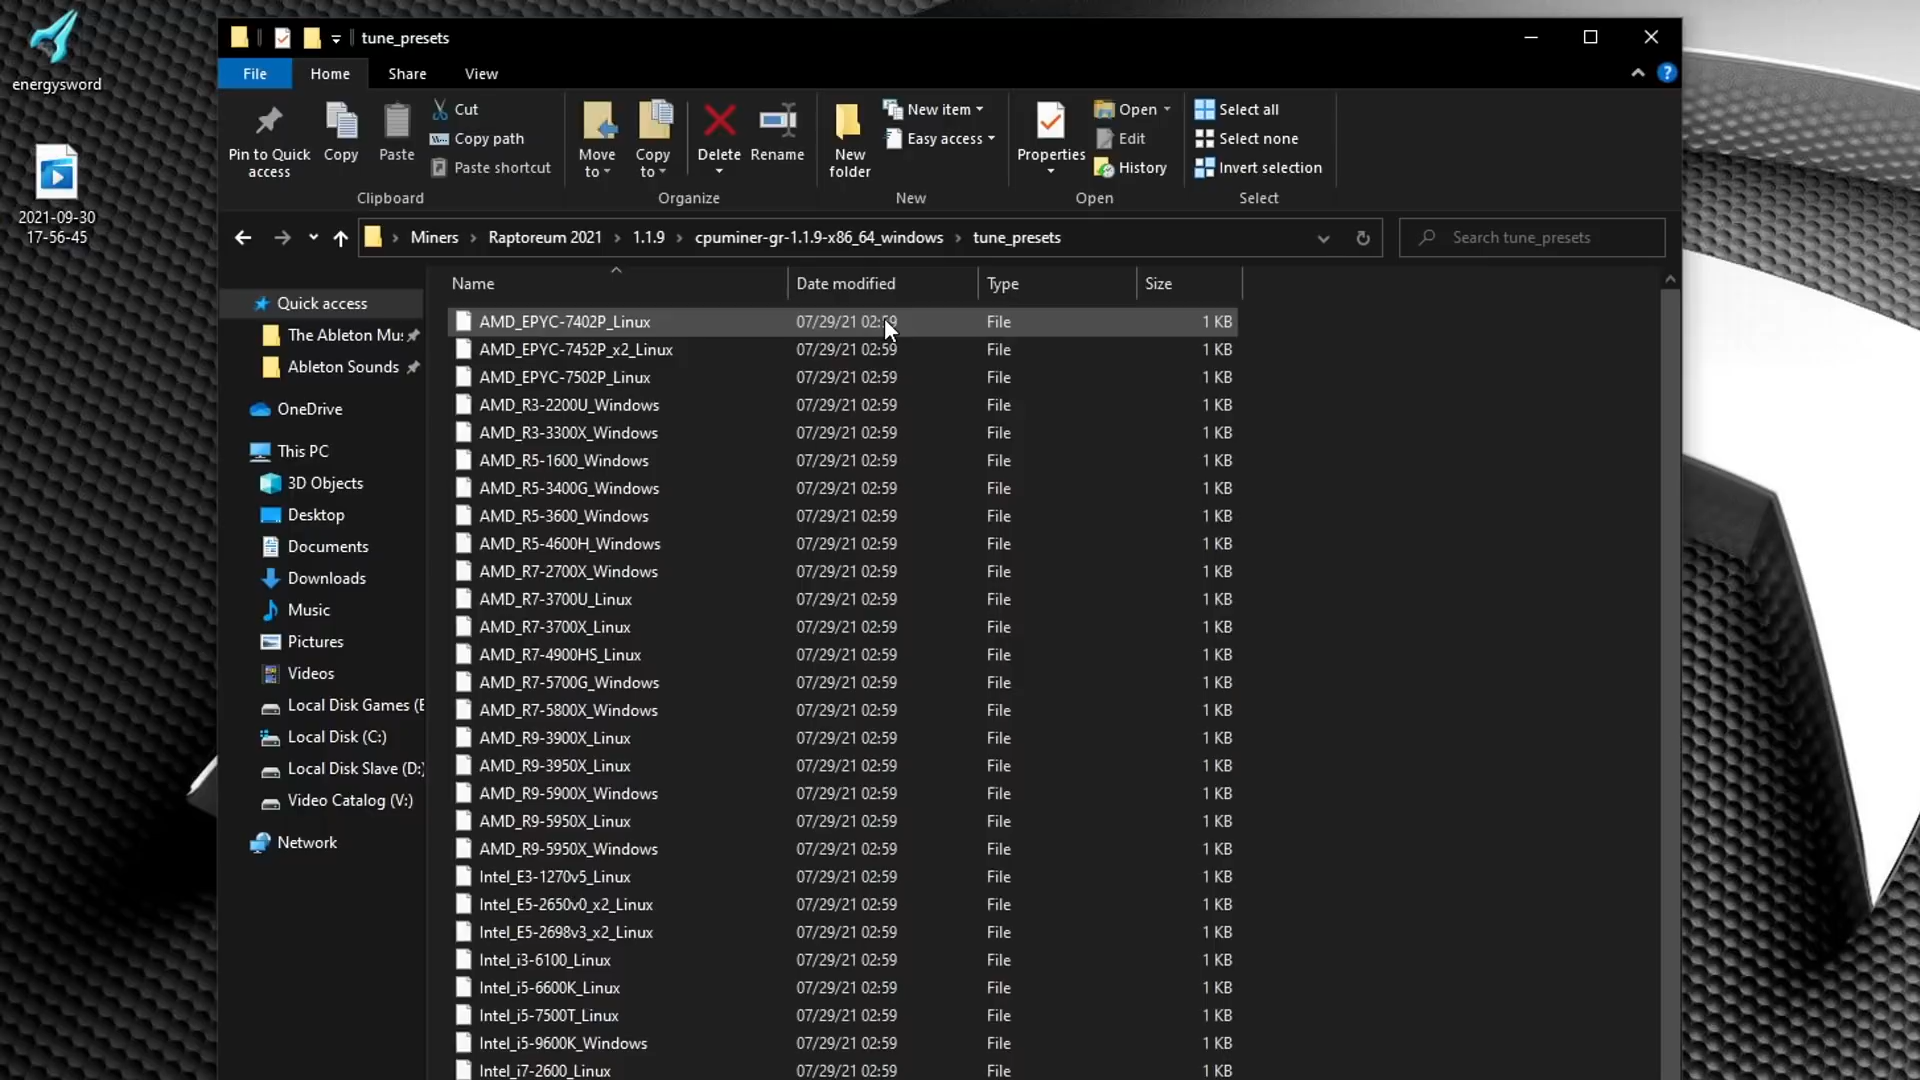 energysword
2021-09-30
17-56-45
tune_presets
File
Home
Share
View
Pin to Quick
access
Copy
Paste
Cut
Copy path
Paste shortcut
Clipboard
Move
to
Copy
to
Delete
Rename
Organize
New
folder
New item
Easy access
New
Properties
Open
Edit
History
Open
Select all
Select none
Invert selection
Select
Miners
Raptoreum 2021
1.1.9
cpuminer-gr-1.1.9-x86_64_windows
tune_presets
Search tune_presets
Quick access
The Ableton Mu
Ableton Sounds
OneDrive
This PC
3D Objects
Desktop
Documents
Downloads
Music
Pictures
Videos
Local Disk Games (E
Local Disk (C:)
Local Disk Slave (D:)
Video Catalog (V:)
Network
Name Date modified Type Size
AMD_EPYC-7402P_Linux 07/29/21 02:59 File 1 KB
AMD_EPYC-7452P_x2_Linux 07/29/21 02:59 File 1 KB
AMD_EPYC-7502P_Linux 07/29/21 02:59 File 1 KB
AMD_R3-2200U_Windows 07/29/21 02:59 File 1 KB
AMD_R3-3300X_Windows 07/29/21 02:59 File 1 KB
AMD_R5-1600_Windows 07/29/21 02:59 File 1 KB
AMD_R5-3400G_Windows 07/29/21 02:59 File 1 KB
AMD_R5-3600_Windows 07/29/21 02:59 File 1 KB
AMD_R5-4600H_Windows 07/29/21 02:59 File 1 KB
AMD_R7-2700X_Windows 07/29/21 02:59 File 1 KB
AMD_R7-3700U_Linux 07/29/21 02:59 File 1 KB
AMD_R7-3700X_Linux 07/29/21 02:59 File 1 KB
AMD_R7-4900HS_Linux 07/29/21 02:59 File 1 KB
AMD_R7-5700G_Windows 07/29/21 02:59 File 1 KB
AMD_R7-5800X_Windows 07/29/21 02:59 File 1 KB
AMD_R9-3900X_Linux 07/29/21 02:59 File 1 KB
AMD_R9-3950X_Linux 07/29/21 02:59 File 1 KB
AMD_R9-5900X_Windows 07/29/21 02:59 File 1 KB
AMD_R9-5950X_Linux 07/29/21 02:59 File 1 KB
AMD_R9-5950X_Windows 07/29/21 02:59 File 1 KB
Intel_E3-1270v5_Linux 07/29/21 02:59 File 1 KB
Intel_E5-2650v0_x2_Linux 07/29/21 02:59 File 1 KB
Intel_E5-2698v3_x2_Linux 07/29/21 02:59 File 1 KB
Intel_i3-6100_Linux 07/29/21 02:59 File 1 KB
Intel_i5-6600K_Linux 07/29/21 02:59 File 1 KB
Intel_i5-7500T_Linux 07/29/21 02:59 File 1 KB
Intel_i5-9600K_Windows 07/29/21 02:59 File 1 KB
Intel_i7-2600_Linux 07/29/21 02:59 File 1 KB